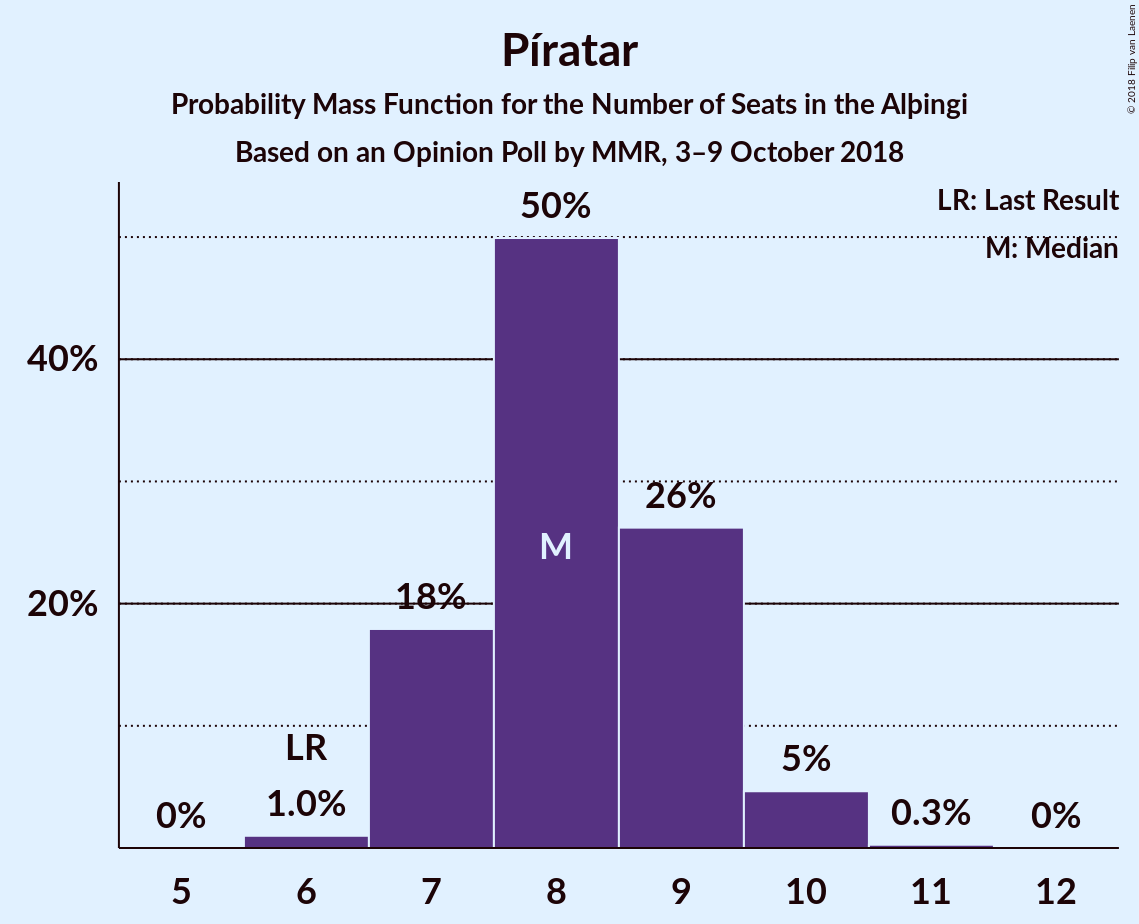 Píratar
Probability Mass Function for the Number of Seats in the Alþingi
Based on an Opinion Poll by MMR, 3–9 October 2018
© 2018 Filip van Laenen
LR: Last Result
M: Median
50%
40%
26%
M
20%
18%
LR
5%
0%
1.0%
0.3%
0%
5 6 7 8 9 10 11 12